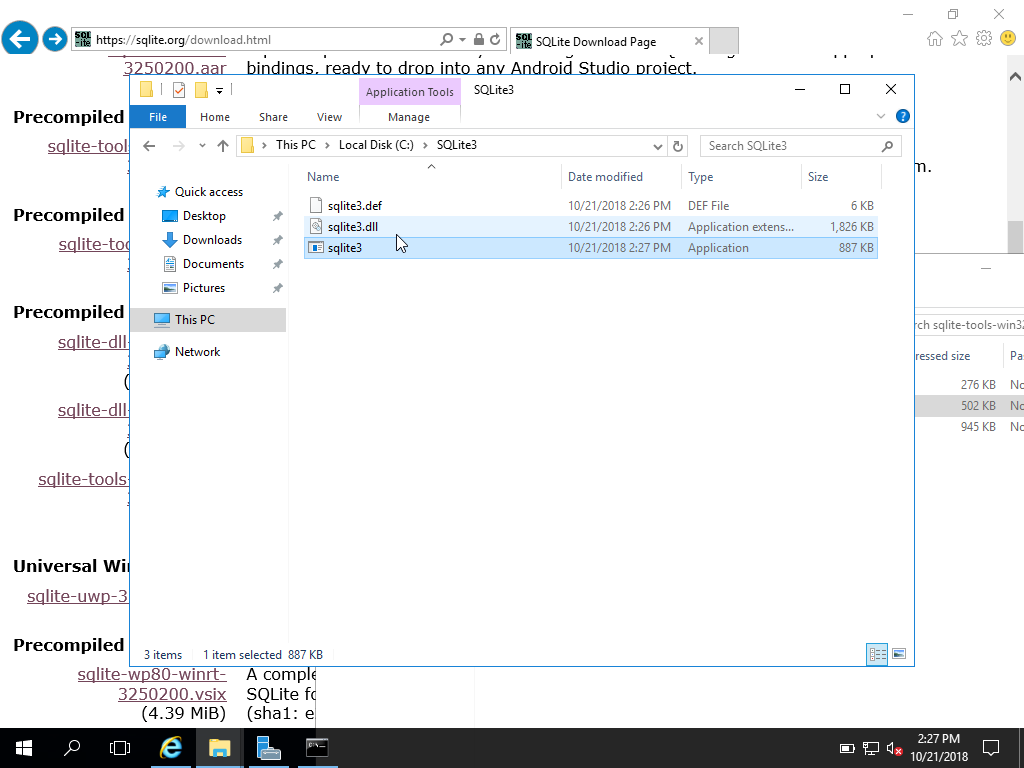 https://sqlite.org/download.html
SQLite Download Page
3250200.aar
bindings, ready to drop into any Android Studio project.
Application Tools
SQLite3
File
Home
Share
View
Manage
This PC
Local Disk (C:)
SQLite3
Search SQLite3
Name
Date modified
Type
Size
sqlite3.def
10/21/2018 2:26 PM
DEF File
6 KB
sqlite3.dll
10/21/2018 2:26 PM
Application extens...
1,826 KB
sqlite3
10/21/2018 2:27 PM
Application
887 KB
Quick access
Desktop
Downloads
Documents
Pictures
This PC
Network
3 items
1 item selected 887 KB
Precompiled
sqlite-tools
m.
Precompiled
sqlite-too
Precompiled
sqlite-dll-
(
sqlite-dll-
(
sqlite-tools-
Universal Wi
sqlite-uwp-3
Precompiled
sqlite-wp80-winrt-
3250200.vsix
(4.39 MiB)
A comple
SQLite fo
(sha1: e
rch sqlite-tools-win32
ressed size
Pa
276 KB
No
502 KB
No
945 KB
No
2:27 PM
10/21/2018